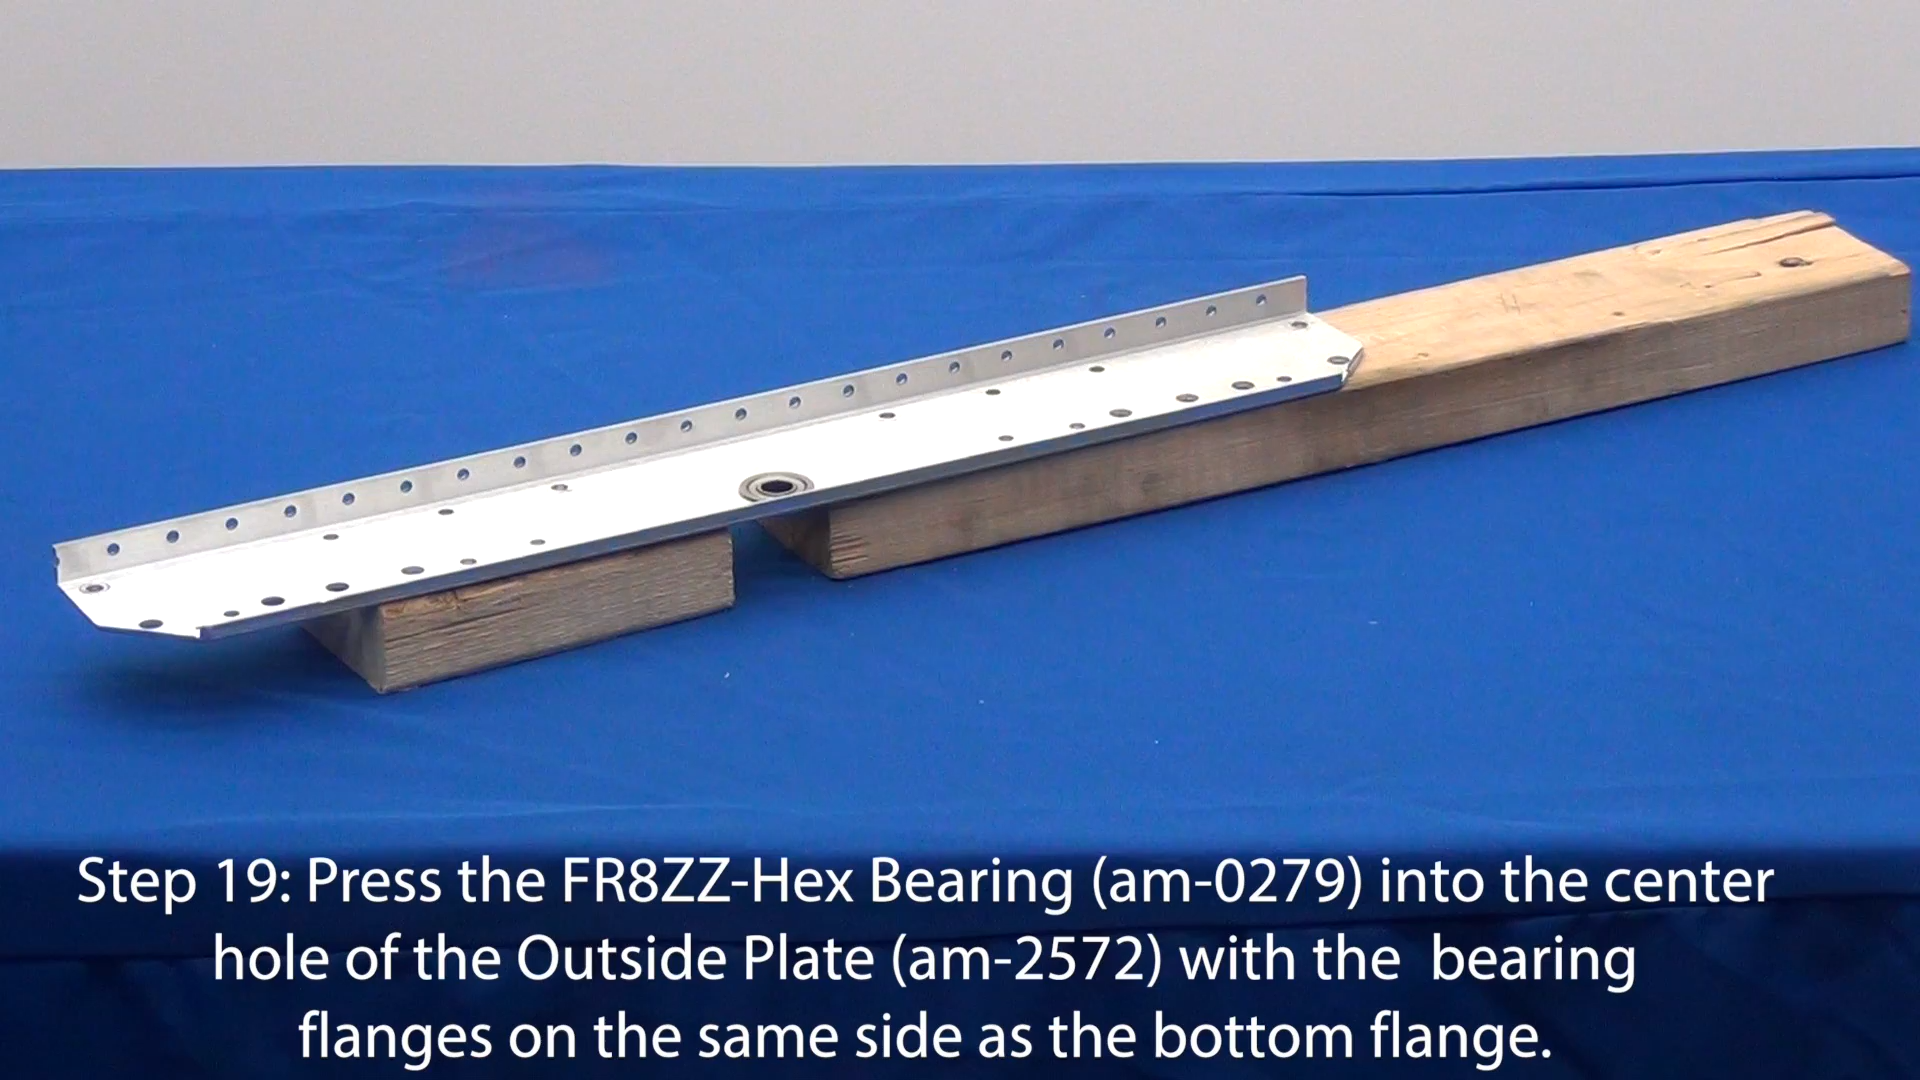 Step 19: Press the FR8ZZ-Hex Bearing (am-0279) into the center
hole of the Outside Plate (am-2572) with the  bearing
flanges on the same side as the bottom flange.